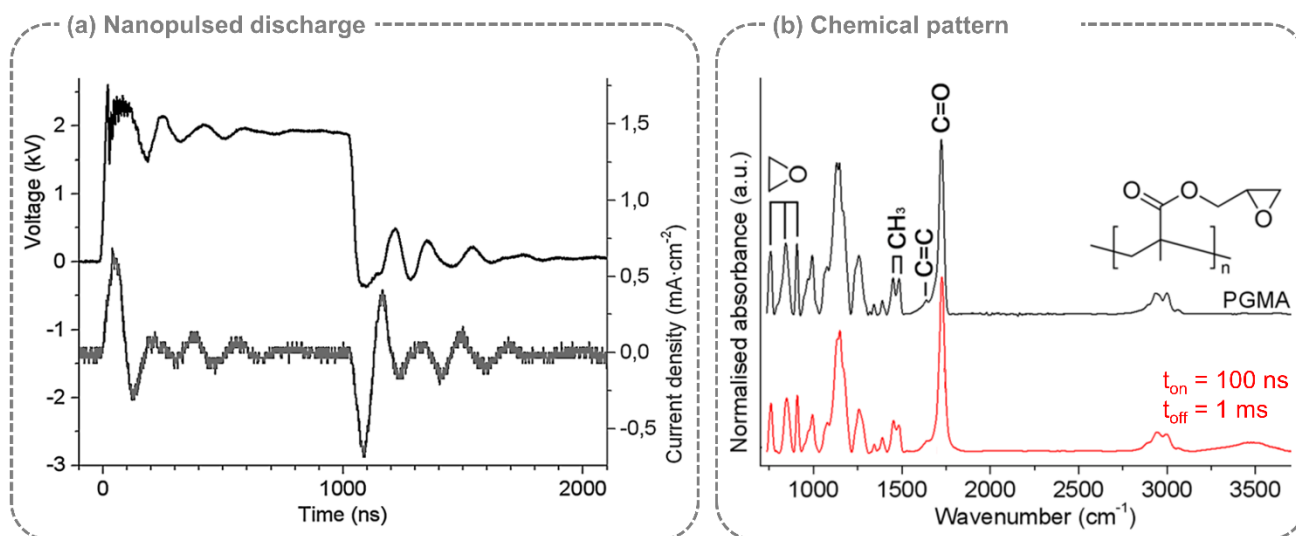 (a) Nanopulsed discharge
Voltage (kV)
2
1
0
-1
-2
-3
1,5
1,0
0,5
0,0
-0,5
Current density (mA·cm⁻²)
0
1000
2000
Time (ns)
(b) Chemical pattern
Normalised absorbance (a.u.)
O
CH₃
C=C
C=O
O
O
O
n
PGMA
t_on = 100 ns
t_off = 1 ms
1000
1500
2000
2500
3000
3500
Wavenumber (cm⁻¹)